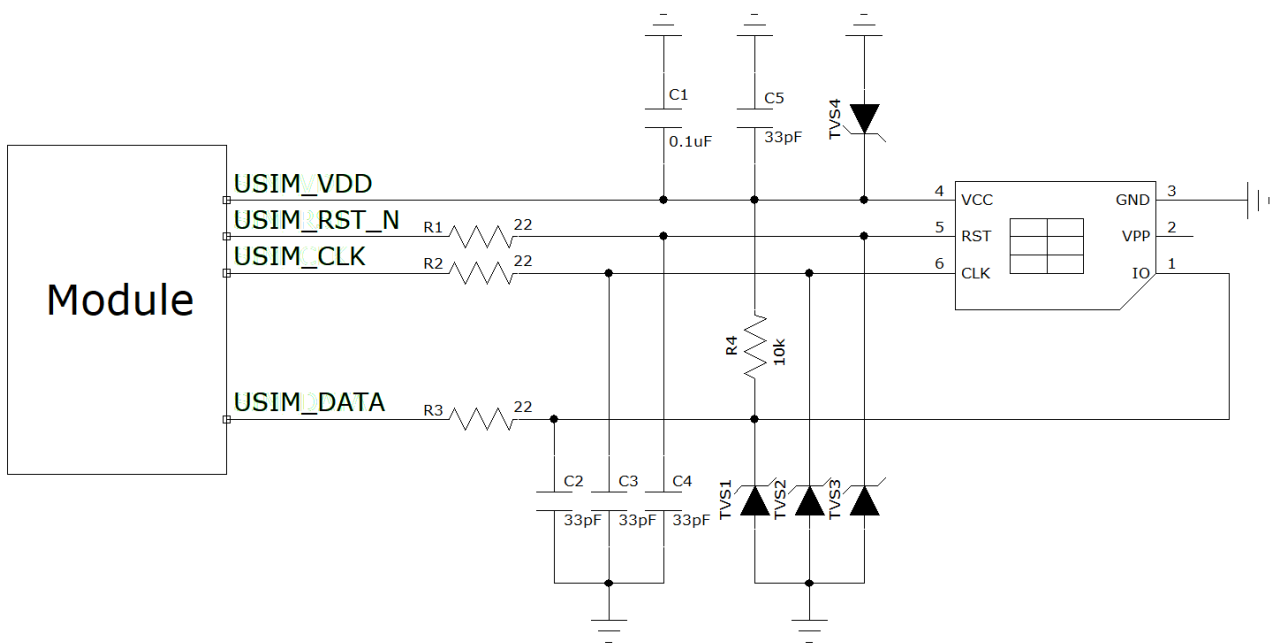 C1
0.1uF
C5
33pF
TVS4
USIM_VDD
USIM_RST_N
USIM_CLK
R1 22
R2 22
Module
4 VCC GND 3
5 RST VPP 2
6 CLK IO 1
R4
10k
USIM_DATA
R3 22
C2 C3 C4
33pF 33pF 33pF
TVS1 TVS2 TVS3